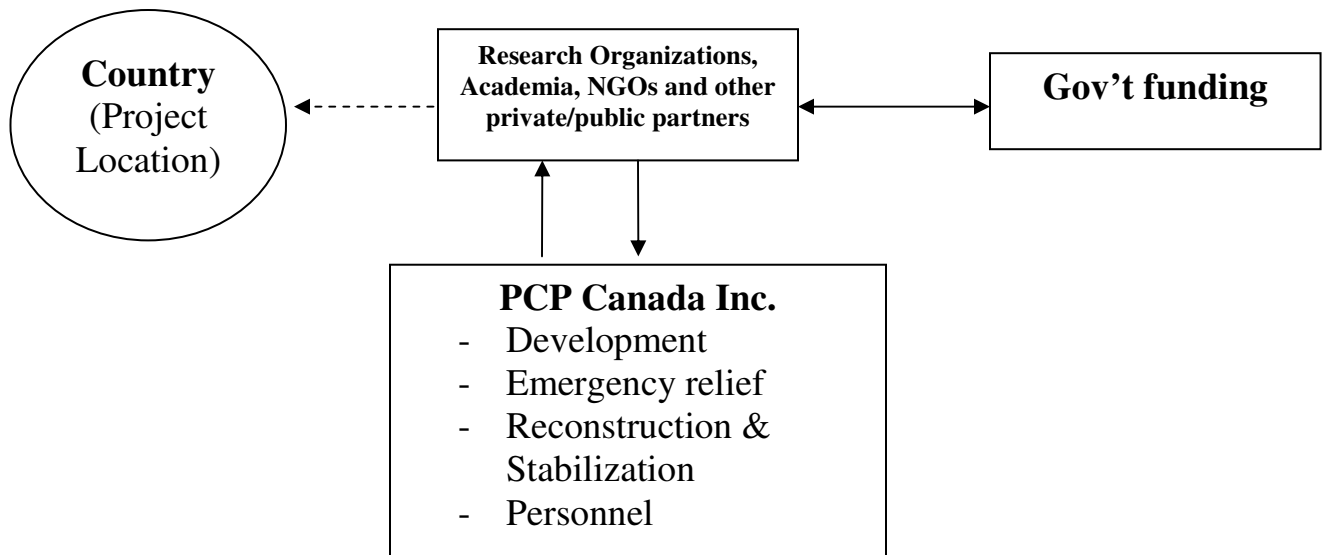 Country
(Project
Location)
Research Organizations,
Academia, NGOs and other
private/public partners
Gov’t funding
PCP Canada Inc.
- Development
- Emergency relief
- Reconstruction &
Stabilization
- Personnel